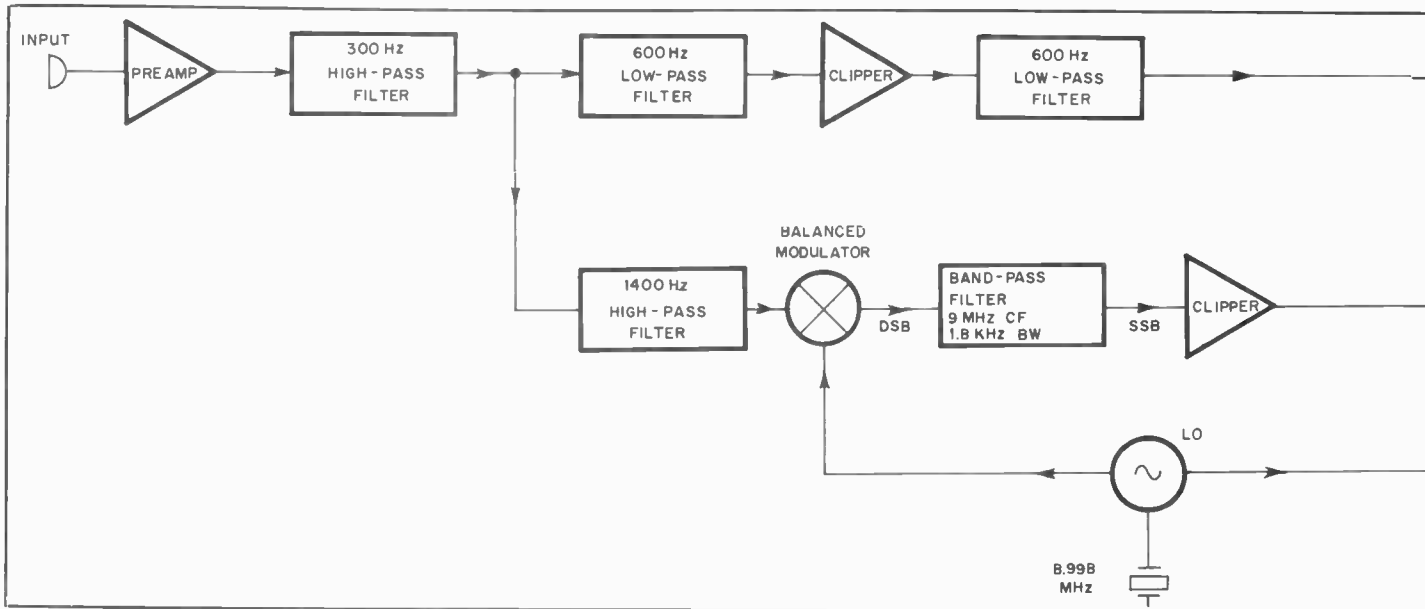 INPUT
PREAMP
300 Hz
HIGH-PASS
FILTER
600 Hz
LOW-PASS
FILTER
CLIPPER
600 Hz
LOW-PASS
FILTER
BALANCED
MODULATOR
1400 Hz
HIGH-PASS
FILTER
DSB
BAND-PASS
FILTER
9 MHz CF
1.8 KHz BW
SSB
CLIPPER
LO
8.998
MHz